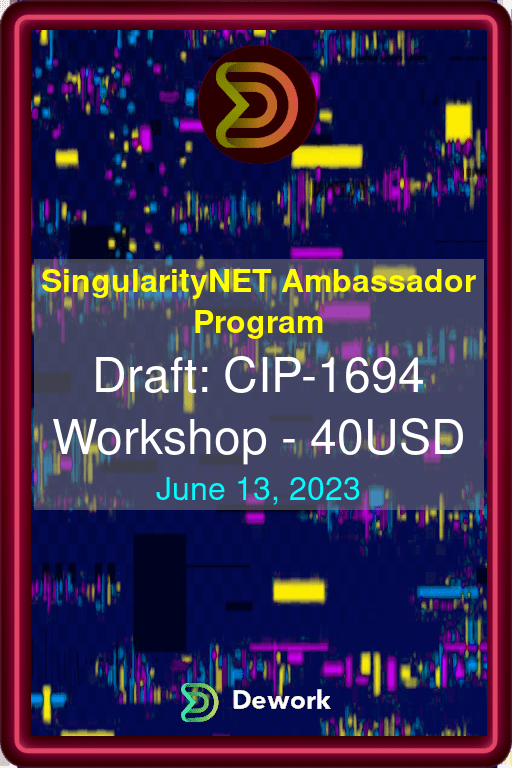 SingularityNET Ambassador
Program
Draft: CIP-1694
Workshop - 40USD
June 13, 2023
Dework